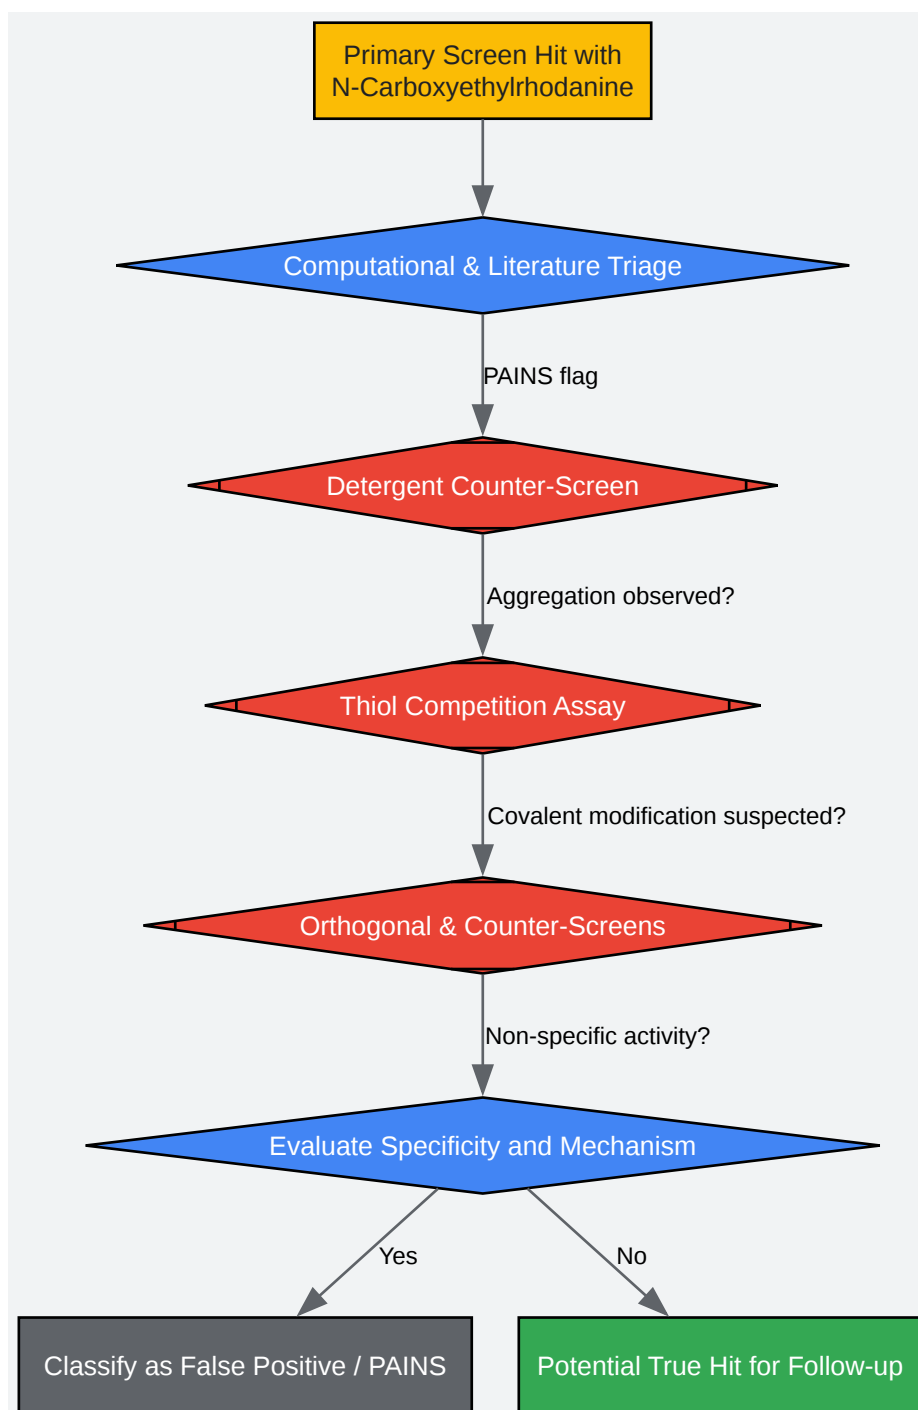 Primary Screen Hit with
N-Carboxyethylrhodanine
Computational & Literature Triage
PAINS flag
Detergent Counter-Screen
Aggregation observed?
Thiol Competition Assay
Covalent modification suspected?
Orthogonal & Counter-Screens
Non-specific activity?
Evaluate Specificity and Mechanism
Yes
No
Classify as False Positive / PAINS
Potential True Hit for Follow-up